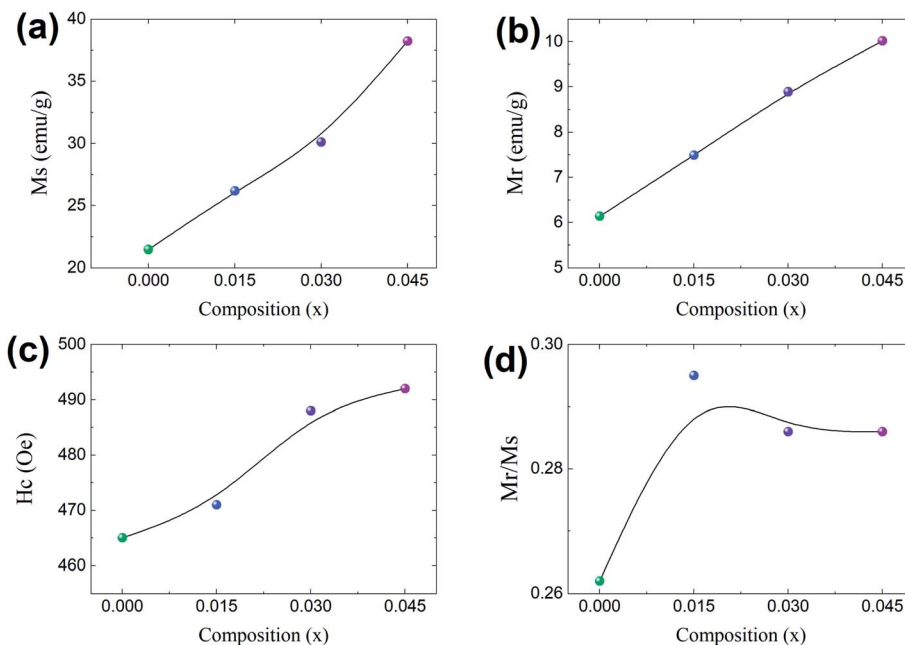 (a)
40
35
30
25
20
Ms (emu/g)
0.000 0.015 0.030 0.045
Composition (x)
(b)
10
9
8
7
6
5
Mr (emu/g)
0.000 0.015 0.030 0.045
Composition (x)
(c)
500
490
480
470
460
Hc (Oe)
0.000 0.015 0.030 0.045
Composition (x)
(d)
0.30
0.28
0.26
Mr/Ms
0.000 0.015 0.030 0.045
Composition (x)